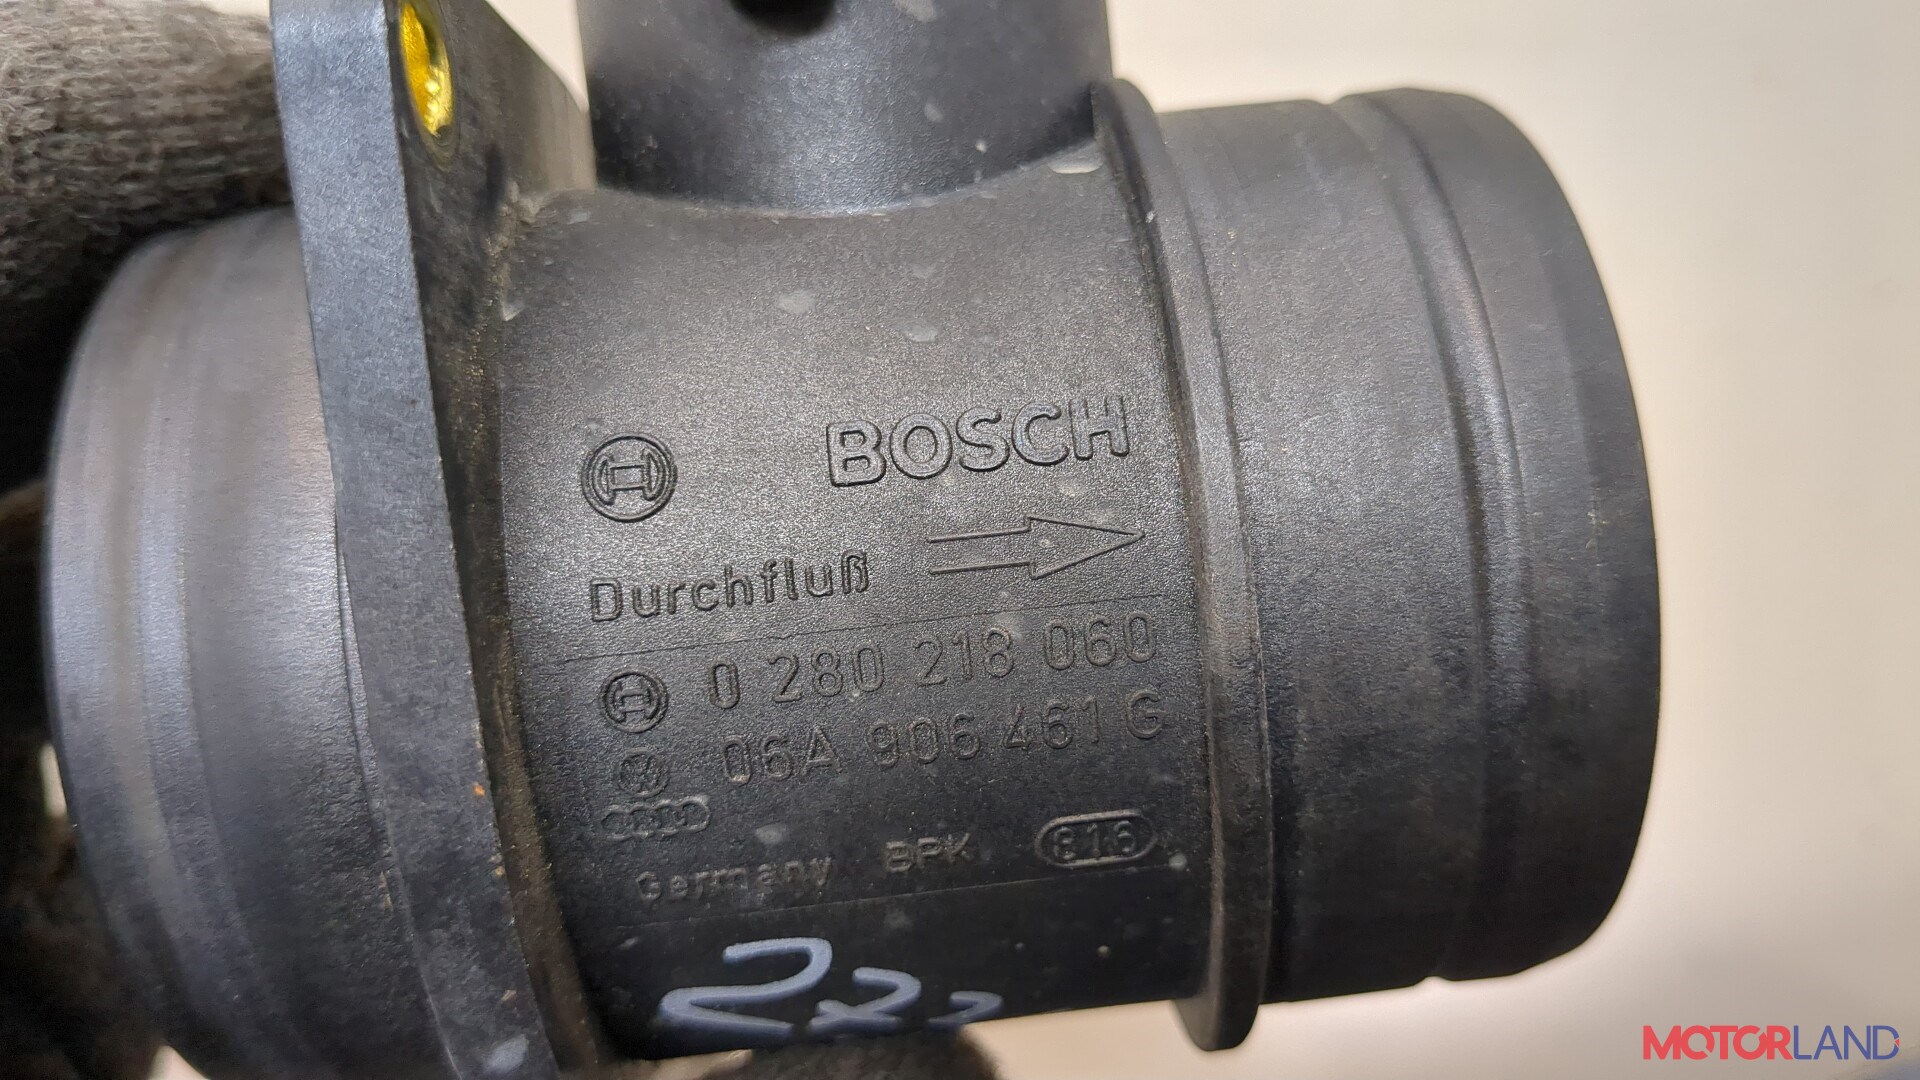 BOSCH
Durchfluß
0 280 218 060
06A 906 461 G
Germany BPK 816
MOTORLAND